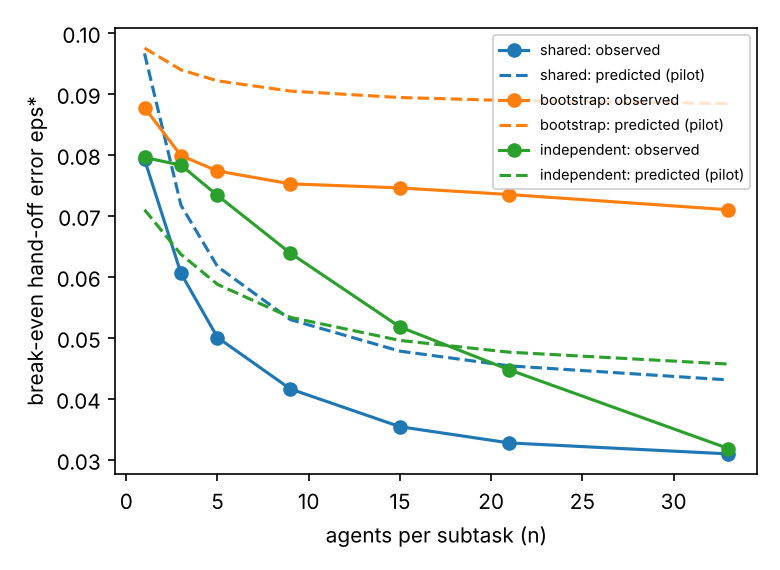 0.10
0.09
0.08
0.07
0.06
0.05
0.04
0.03
break-even hand-off error eps*
shared: observed
shared: predicted (pilot)
bootstrap: observed
bootstrap: predicted (pilot)
independent: observed
independent: predicted (pilot)
0 5 10 15 20 25 30
agents per subtask (n)